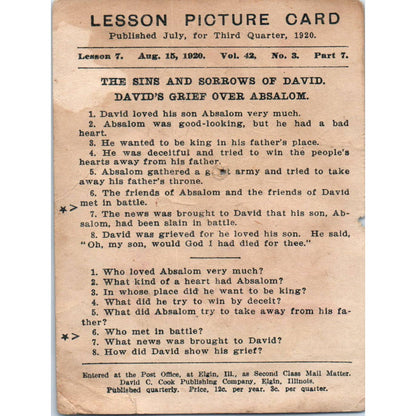 LESSON PICTURE CARD
Published July, for Third Quarter, 1920.
Lesson 7. Aug. 15, 1920. Vol. 42, No. 3. Part 7.
THE SINS AND SORROWS OF DAVID.
DAVID'S GRIEF OVER ABSALOM.
1. David loved his son Absalom very much.
2. Absalom was good-looking, but he had a bad
heart.
3. He wanted to be king in his father's place.
4. He was deceitful and tried to win the people's
hearts away from his father.
5. Absalom gathered a great army and tried to take
away his father's throne.
6. The friends of Absalom and the friends of David
met in battle.
7. The news was brought to David that his son, Ab-
salom, had been slain in battle.
8. David was grieved for he loved his son. He said,
"Oh, my son, would God I had died for thee."
1. Who loved Absalom very much?
2. What kind of a heart had Absalom?
3. In whose place did he want to be king?
4. What did he try to win by deceit?
5. What did Absalom try to take away from his fa-
ther?
6. Who met in battle?
7. What news was brought to David?
8. How did David show his grief?
Entered at the Post Office, at Elgin, Ill., as Second Class Mail Matter.
David C. Cook Publishing Company, Elgin, Illinois.
Published quarterly. Price, 12c. per year. 3c. per quarter.